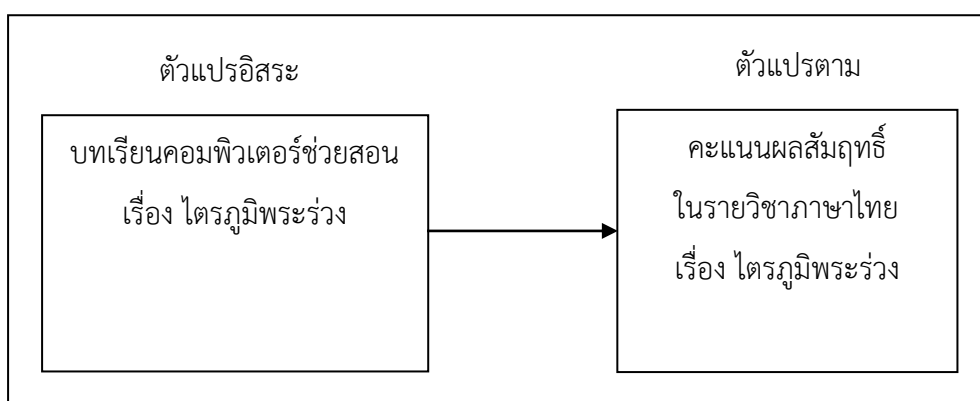 ตัวแปรอิสระ
ตัวแปรตาม
บทเรียนคอมพิวเตอร์ช่วยสอน
เรื่อง ไตรภูมิพระร่วง
คะแนนผลสัมฤทธิ์
ในรายวิชาภาษาไทย
เรื่อง ไตรภูมิพระร่วง